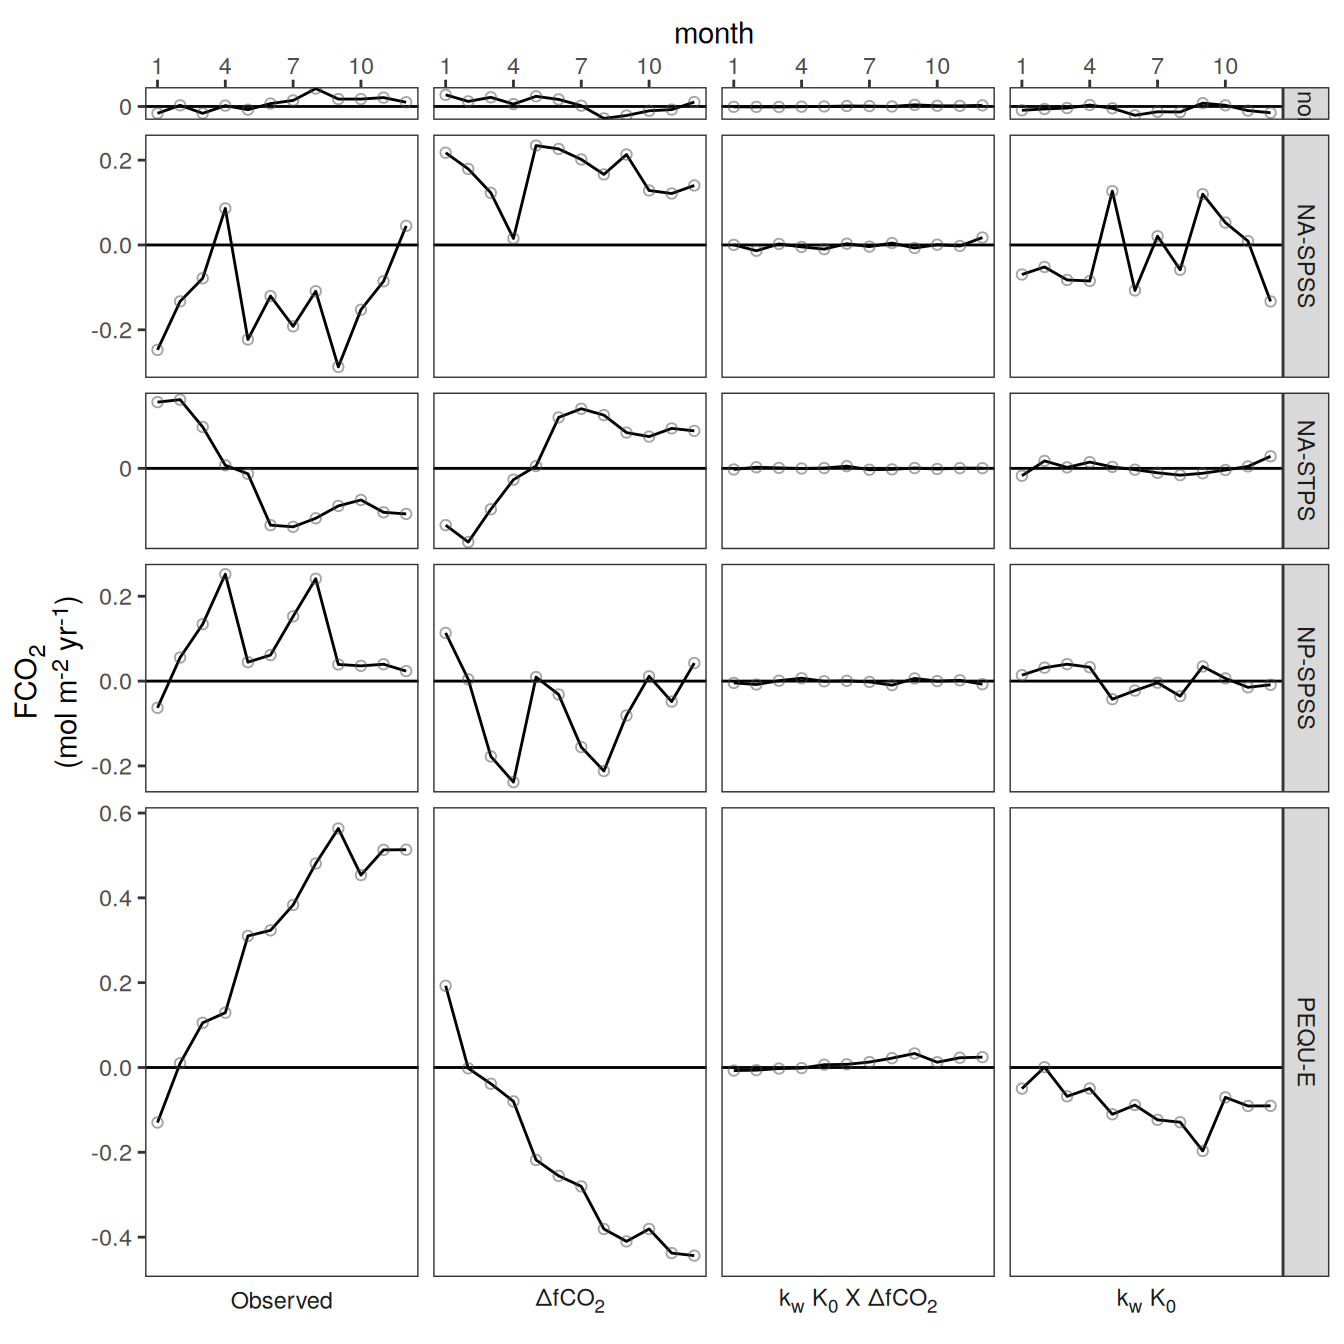 month
1 4 7 10 1 4 7 10 1 4 7 10 1 4 7 10
0
0.2
0.0
-0.2
NA-SPSS
0
NA-STPS
0.2
0.0
-0.2
NP-SPSS
FCO₂
(mol m⁻² yr⁻¹)
0.6
0.4
0.2
0.0
-0.2
-0.4
PEQU-E
Observed ΔfCO₂ k_w K₀ X ΔfCO₂ k_w K₀